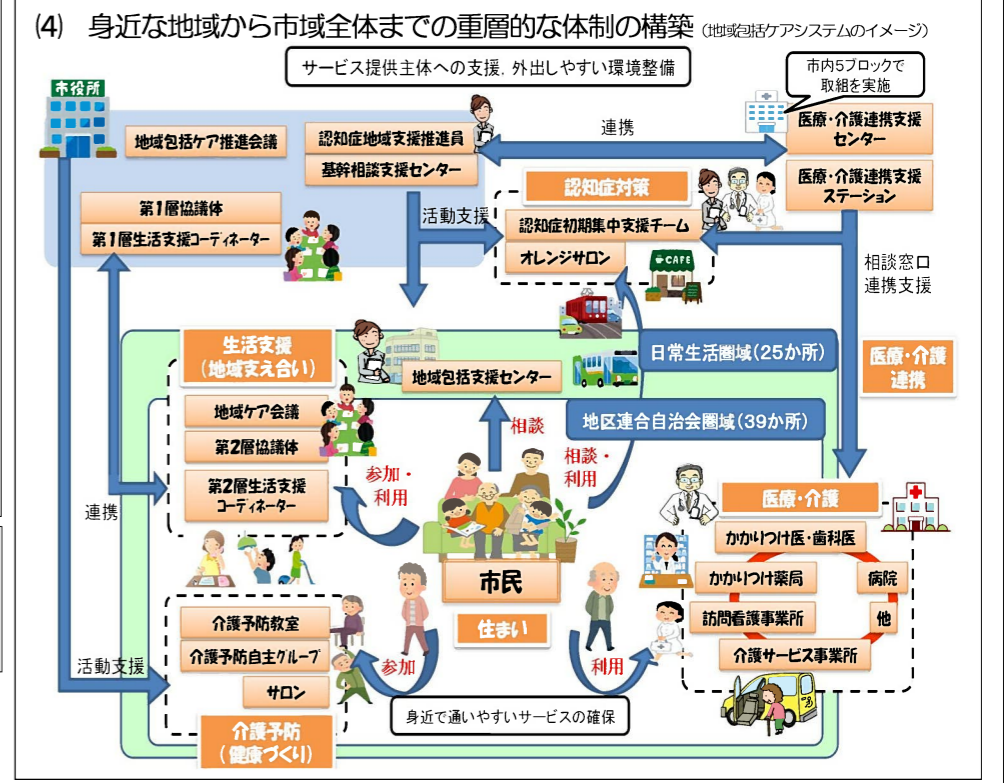 (4) 身近な地域から市域全体までの重層的な体制の構築（地域包括ケアシステムのイメージ）
サービス提供主体への支援，外出しやすい環境整備
市内5ブロックで
取組を実施
市役所
地域包括ケア推進会議
認知症地域支援推進員
基幹相談支援センター
連携
医療・介護連携支援
センター
医療・介護連携支援
ステーション
第1層協議体
第1層生活支援コーディネーター
活動支援
認知症対策
認知症初期集中支援チーム
オレンジサロン
CAFE
相談窓口
連携支援
生活支援
（地域支え合い）
地域包括支援センター
日常生活圏域（25か所）
医療・介護
連携
地域ケア会議
第2層協議体
第2層生活支援
コーディネーター
相談
地区連合自治会圏域（39か所）
参加・
利用
相談・
利用
連携
医療・介護
かかりつけ医・歯科医
かかりつけ薬局
病院
訪問看護事業所
他
介護サービス事業所
市民
住まい
介護予防教室
介護予防自主グループ
サロン
活動支援
参加
利用
身近で通いやすいサービスの確保
介護予防
（健康づくり）